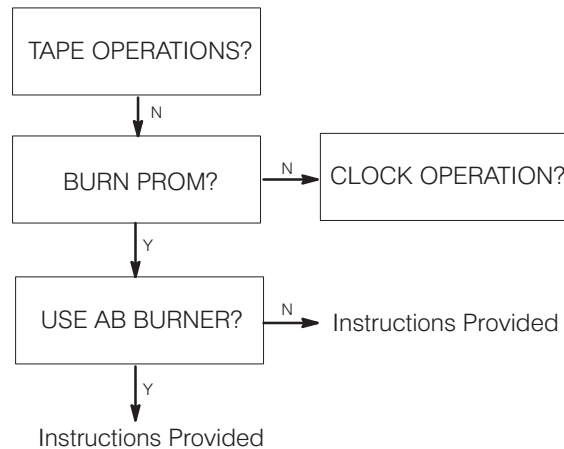 TAPE OPERATIONS?
N
BURN PROM?
N
CLOCK OPERATION?
Y
USE AB BURNER?
N
Instructions Provided
Y
Instructions Provided